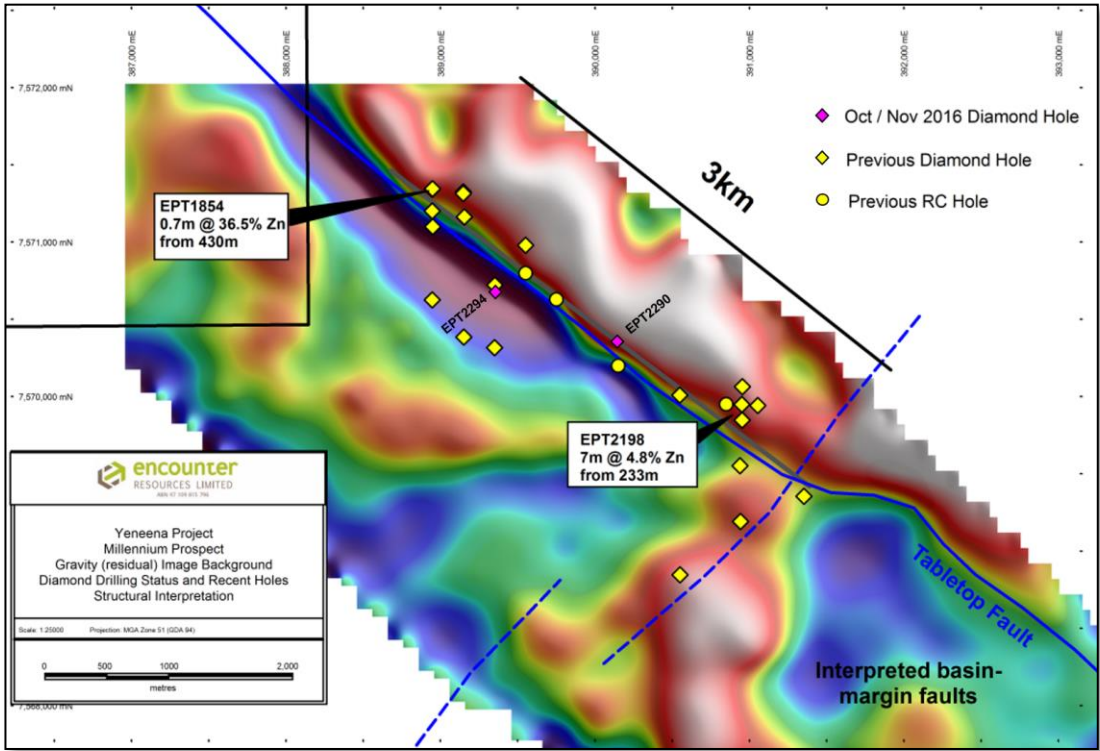 387,000 mE
388,000 mE
389,000 mE
390,000 mE
391,000 mE
392,000 mE
393,000 mE
7,572,000 mN
7,571,000 mN
7,570,000 mN
7,568,000 mN
Oct / Nov 2016 Diamond Hole
Previous Diamond Hole
Previous RC Hole
3km
EPT1854
0.7m @ 36.5% Zn
from 430m
EPT2294
EPT2290
EPT2198
7m @ 4.8% Zn
from 233m
Tabletop Fault
Interpreted basin-
margin faults
encounter
RESOURCES LIMITED
Yeneena Project
Millennium Prospect
Gravity (residual) Image Background
Diamond Drilling Status and Recent Holes
Structural Interpretation
Scale: 1:25000 Projection: MGA Zone 51 (GDA 94)
0 500 1000 2,000
metres